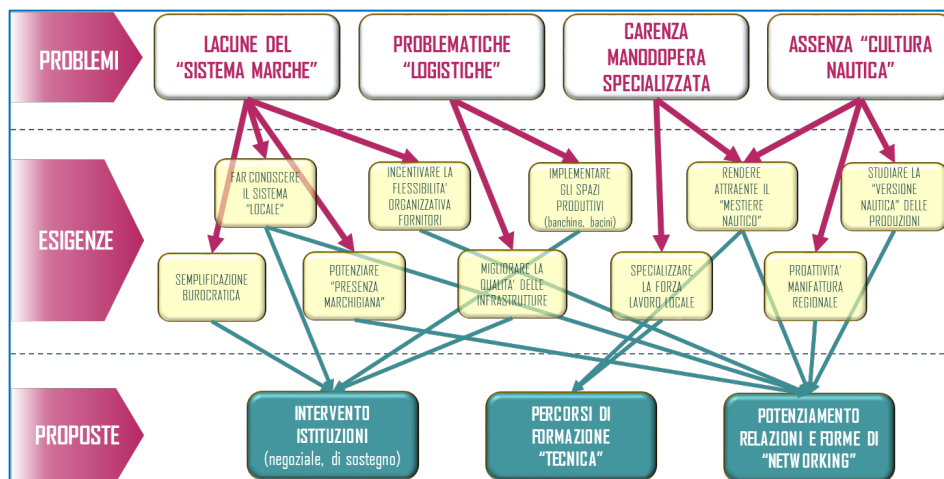 PROBLEMI
LACUNE DEL
“SISTEMA MARCHE”
PROBLEMATICHE
“LOGISTICHE”
CARENZA
MANODOPERA
SPECIALIZZATA
ASSENZA “CULTURA
NAUTICA”
ESIGENZE
FAR CONOSCERE
IL SISTEMA
“LOCALE”
INCENTIVARE LA
FLESSIBILITA’
ORGANIZZATIVA
FORNITORI
IMPLEMENTARE
GLI SPAZI
PRODUTTIVI
(banchine, bacini)
RENDERE
ATTRAENTE IL
“MESTIERE
NAUTICO”
STUDIARE LA
“VERSIONE
NAUTICA” DELLE
PRODUZIONI
SEMPLIFICAZIONE
BUROCRATICA
POTENZIARE
“PRESENZA
MARCHIGIANA”
MIGLIORARE LA
QUALITA’ DELLE
INFRASTRUTTURE
SPECIALIZZARE
LA FORZA
LAVORO LOCALE
PROATTIVITA’
MANIFATTURA
REGIONALE
PROPOSTE
INTERVENTO
ISTITUZIONI
(negoziale, di sostegno)
PERCORSI DI
FORMAZIONE
“TECNICA”
POTENZIAMENTO
RELAZIONI E FORME DI
“NETWORKING”